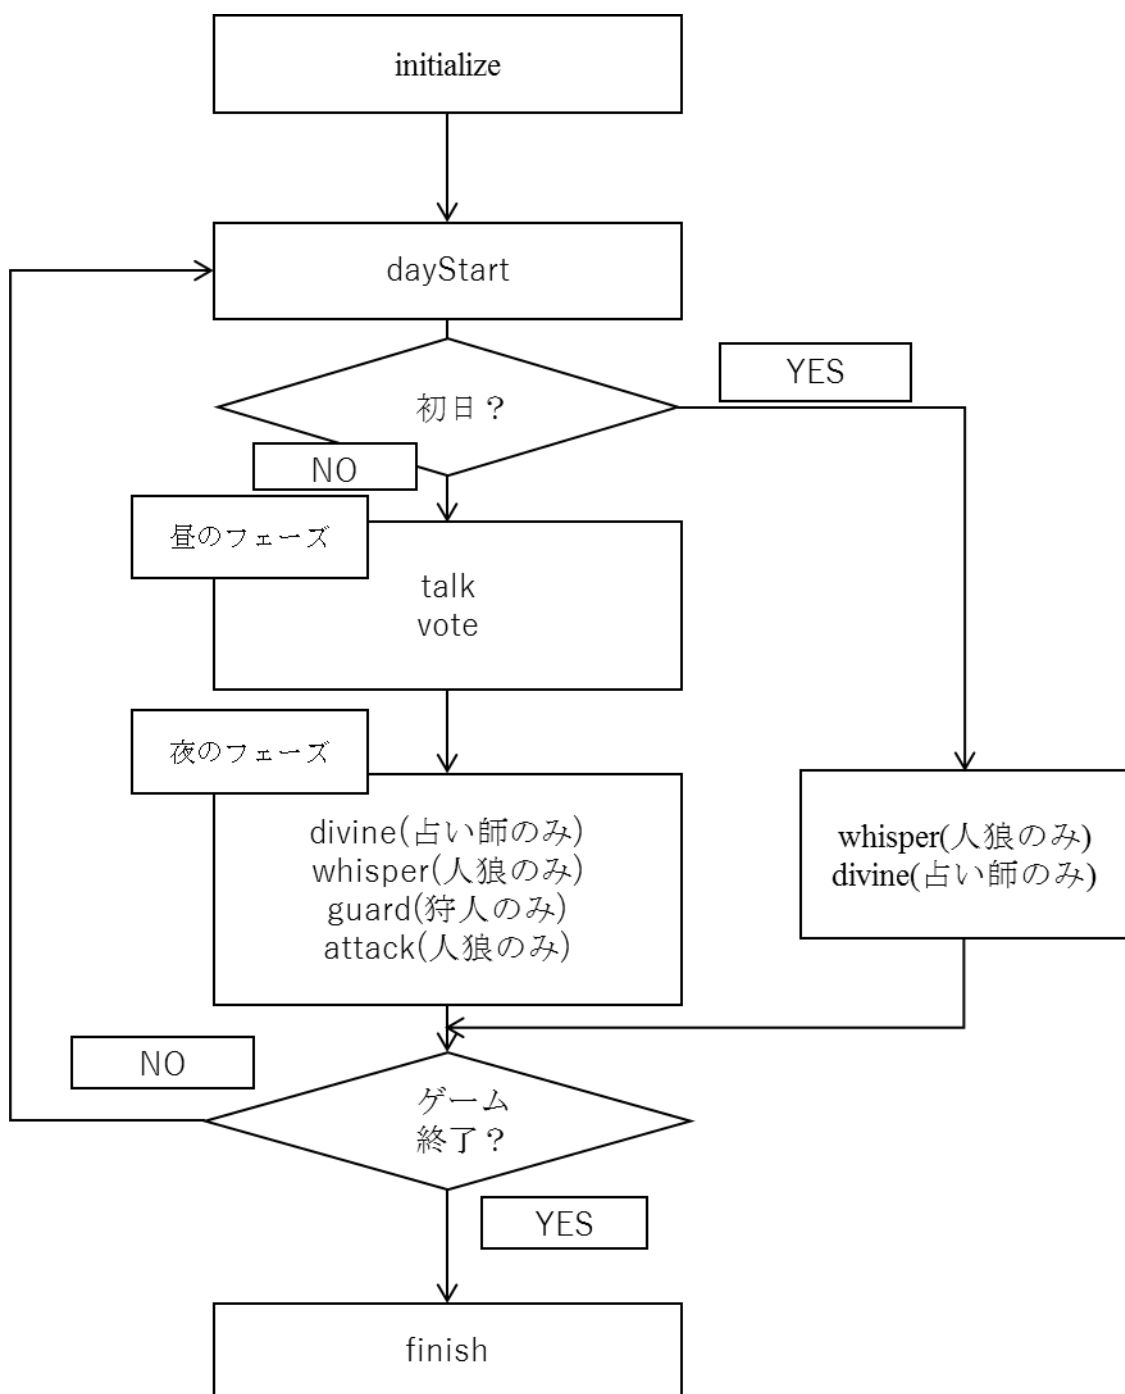 initialize
dayStart
初日？
YES
NO
昼のフェーズ
talk
vote
夜のフェーズ
divine(占い師のみ)
whisper(人狼のみ)
guard(狩人のみ)
attack(人狼のみ)
whisper(人狼のみ)
divine(占い師のみ)
NO
ゲーム
終了？
YES
finish